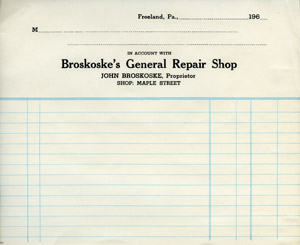 Freeland, Pa., 196
M
IN ACCOUNT WITH
Broskoske's General Repair Shop
JOHN BROSKOSKE, Proprietor
SHOP: MAPLE STREET